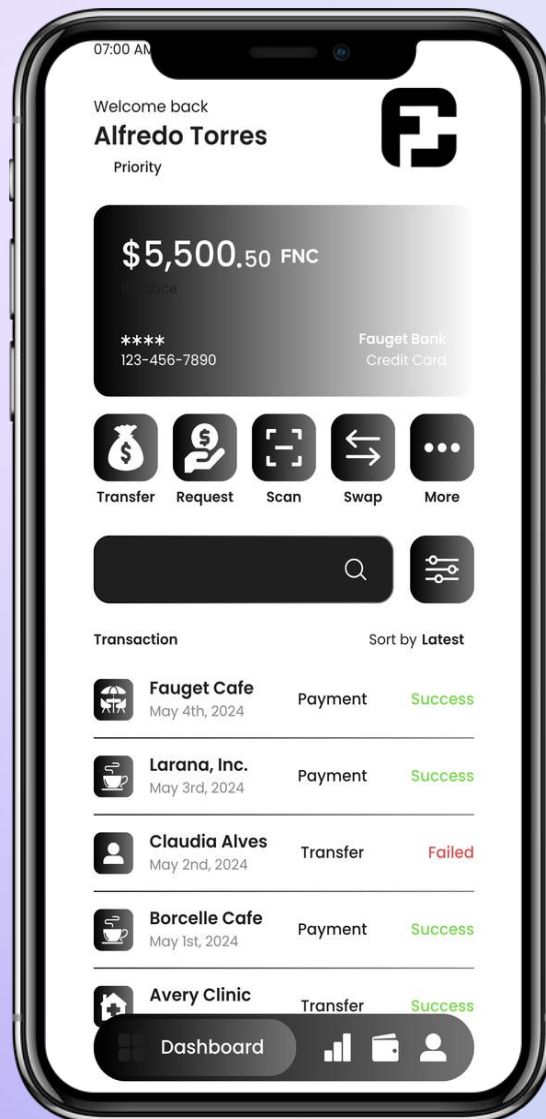 07:00 AM
Welcome back
Alfredo Torres
Priority
$5,500.50 FNC
Balance
****
123-456-7890
Fauget Bank
Credit Card
Transfer Request Scan Swap More
Transaction Sort by Latest
Fauget Cafe
May 4th, 2024
Payment Success
Larana, Inc.
May 3rd, 2024
Payment Success
Claudia Alves
May 2nd, 2024
Transfer Failed
Borcelle Cafe
May 1st, 2024
Payment Success
Avery Clinic
Transfer Success
Dashboard